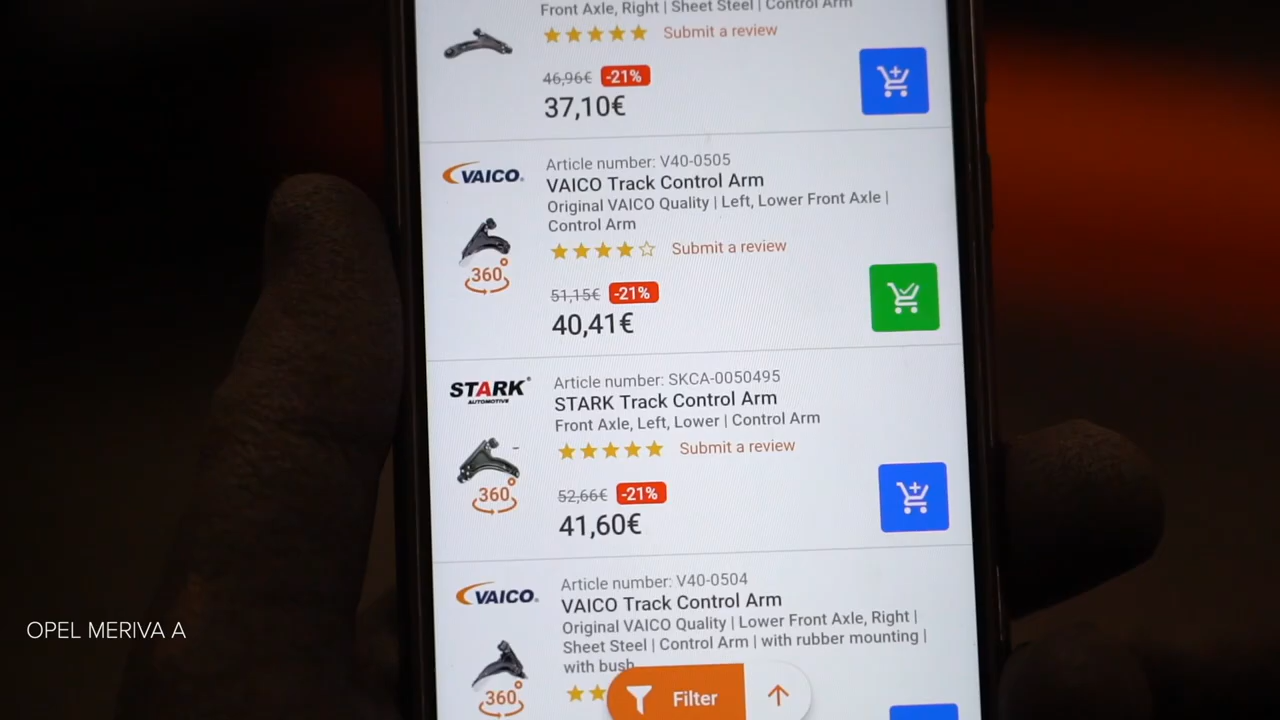 Front Axle, Right | Sheet Steel | Control Arm
Submit a review
46,96€ -21%
37,10€
VAICO
Article number: V40-0505
VAICO Track Control Arm
Original VAICO Quality | Left, Lower Front Axle |
Control Arm
360°
Submit a review
51,15€ -21%
40,41€
STARK
AUTOMOTIVE
Article number: SKCA-0050495
STARK Track Control Arm
Front Axle, Left, Lower | Control Arm
360°
Submit a review
52,66€ -21%
41,60€
VAICO
Article number: V40-0504
VAICO Track Control Arm
Original VAICO Quality | Lower Front Axle, Right |
Sheet Steel | Control Arm | with rubber mounting |
with bush
360°
Filter
OPEL MERIVA A